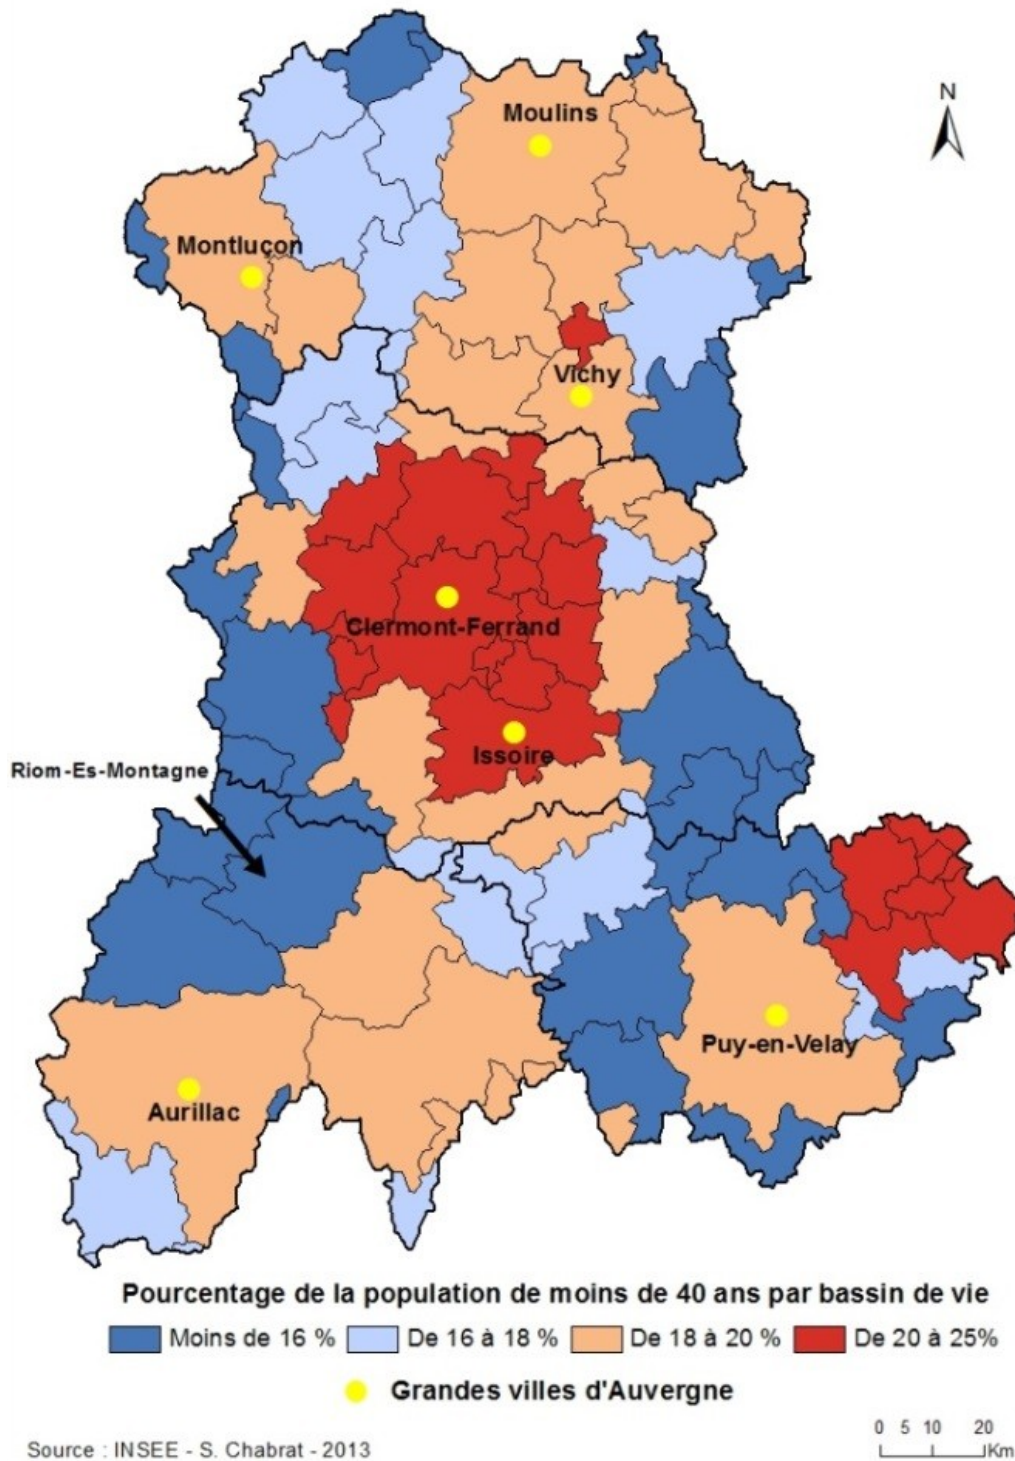 N
Moulins
Montluçon
Vichy
Clermont-Ferrand
Issoire
Riom-Es-Montagne
Puy-en-Velay
Aurillac
Pourcentage de la population de moins de 40 ans par bassin de vie
Moins de 16 % De 16 à 18 % De 18 à 20 % De 20 à 25%
Grandes villes d'Auvergne
0 5 10 20
Km
Source : INSEE - S. Chabrat - 2013